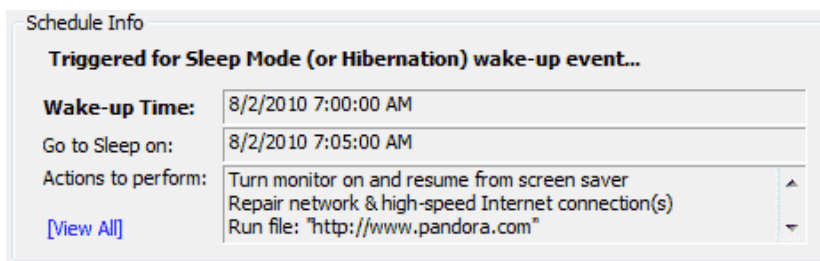 Schedule Info
Triggered for Sleep Mode (or Hibernation) wake-up event...
Wake-up Time: 8/2/2010 7:00:00 AM
Go to Sleep on: 8/2/2010 7:05:00 AM
Actions to perform: Turn monitor on and resume from screen saver
Repair network & high-speed Internet connection(s)
[View All] Run file: "http://www.pandora.com"